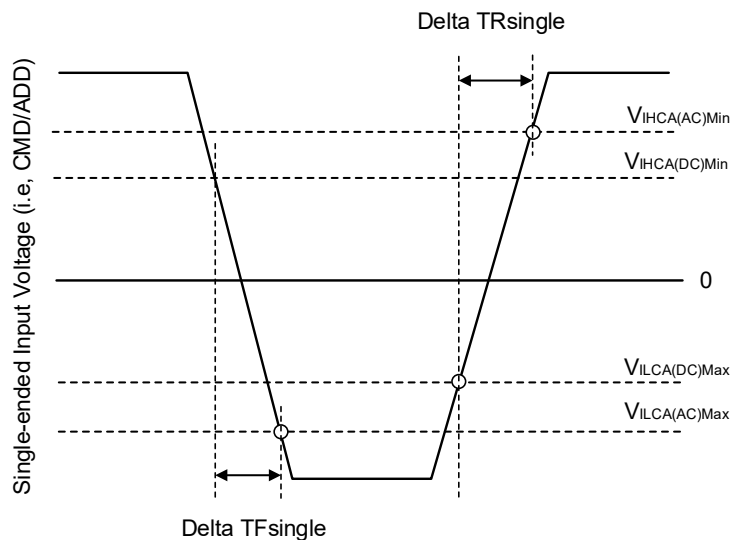 Delta TRsingle
Single-ended Input Voltage (i.e, CMD/ADD)
VIHCA(AC)Min
VIHCA(DC)Min
0
VILCA(DC)Max
VILCA(AC)Max
Delta TFsingle